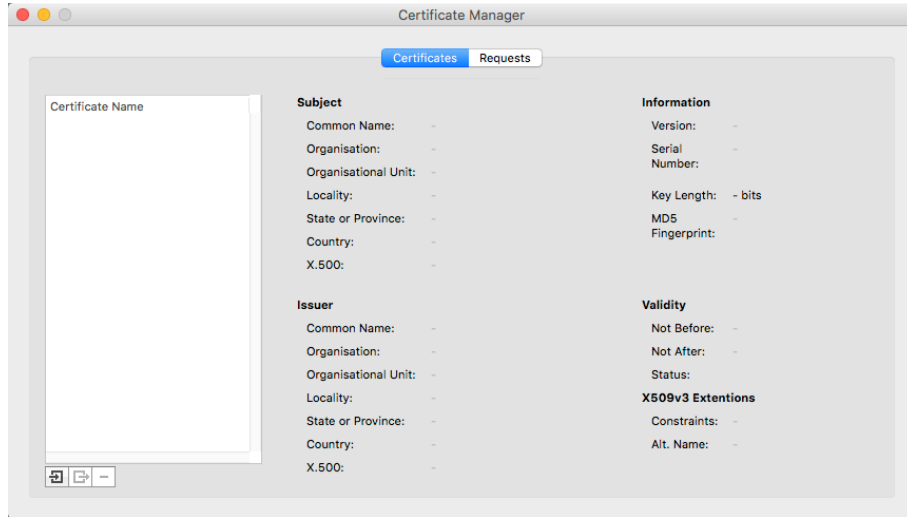 Certificate Manager
Certificates Requests
Certificate Name
Subject
Common Name: -
Organisation: -
Organisational Unit: -
Locality: -
State or Province: -
Country: -
X.500: -
Information
Version: -
Serial -
Number:
Key Length: - bits
MD5 -
Fingerprint:
Issuer
Common Name: -
Organisation: -
Organisational Unit: -
Locality: -
State or Province: -
Country: -
X.500: -
Validity
Not Before: -
Not After: -
Status:
X509v3 Extentions
Constraints: -
Alt. Name: -